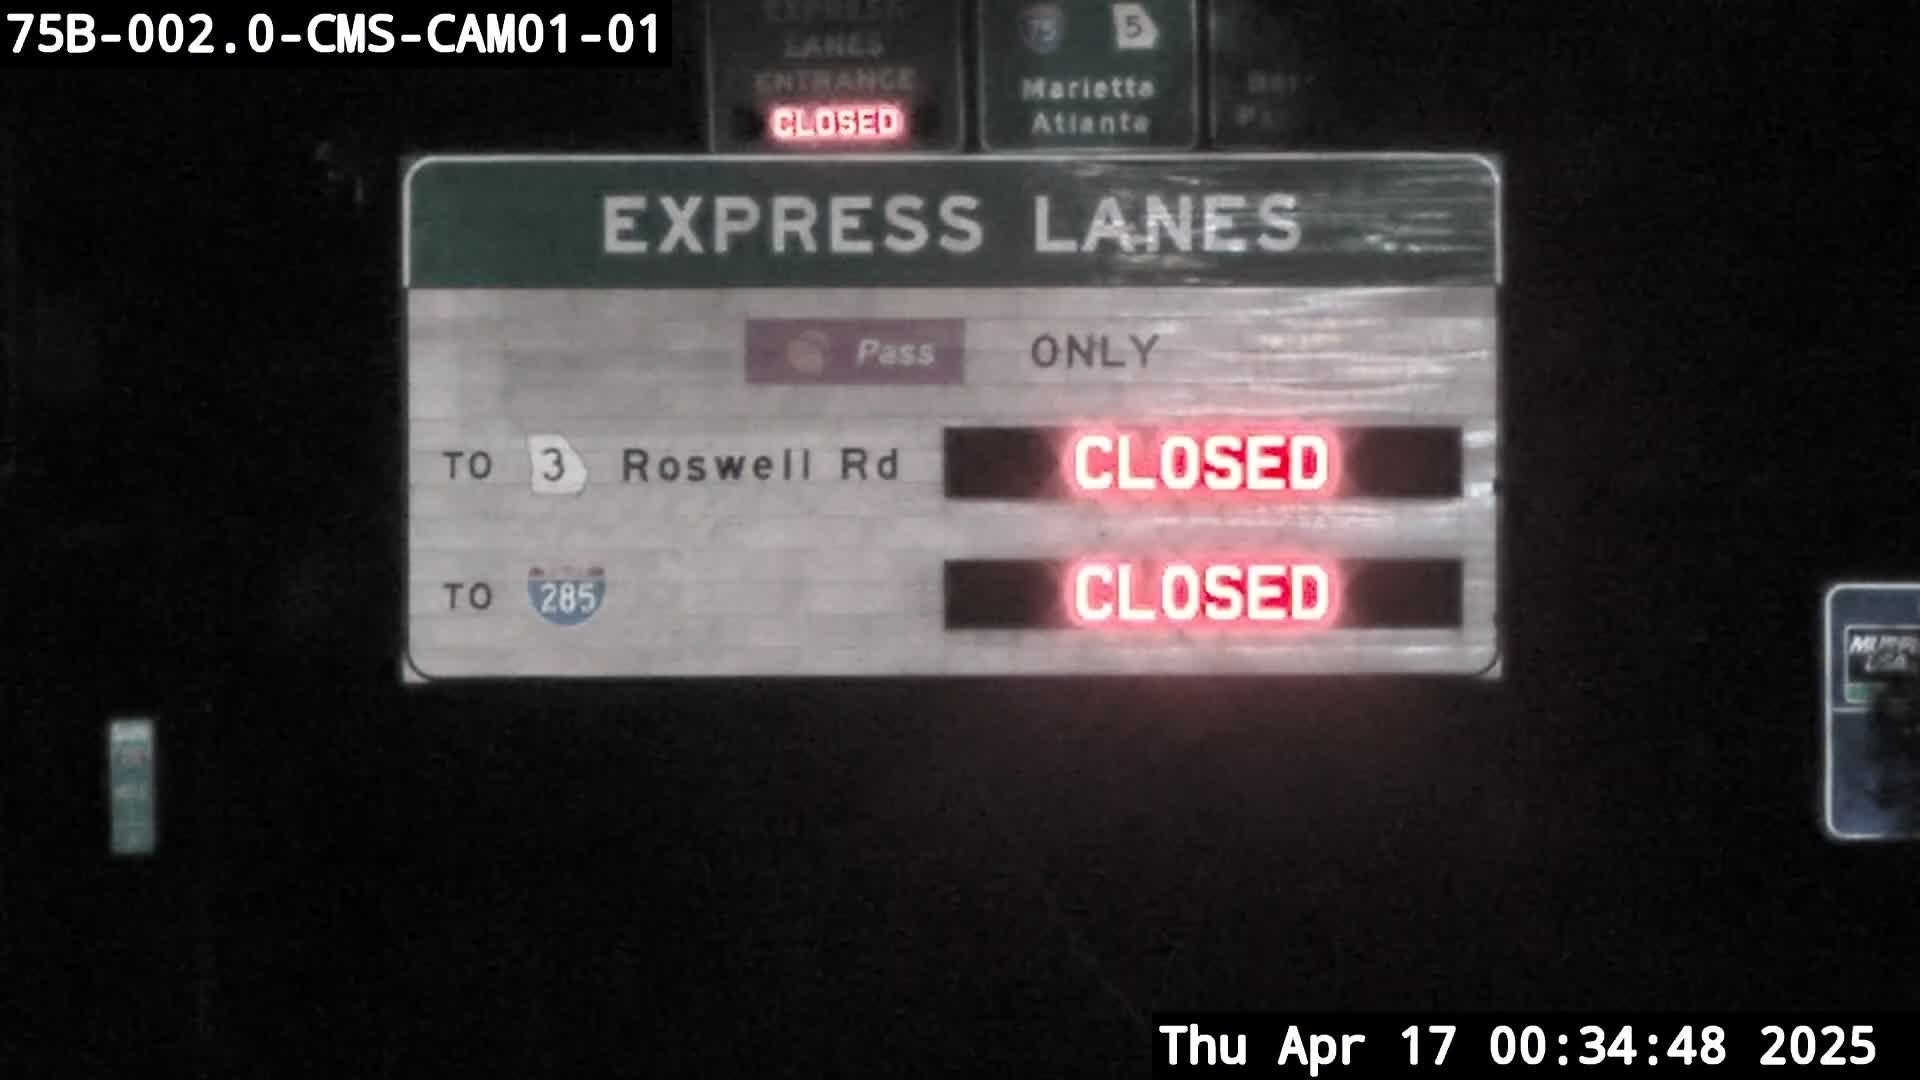 75B-002.0-CMS-CAM01-01
EXPRESS
LANES
ENTRANCE
CLOSED
75 5
Marietta
Atlanta
EXPRESS LANES
Pass ONLY
TO 3 Roswell Rd CLOSED
TO 285 CLOSED
Thu Apr 17 00:34:48 2025